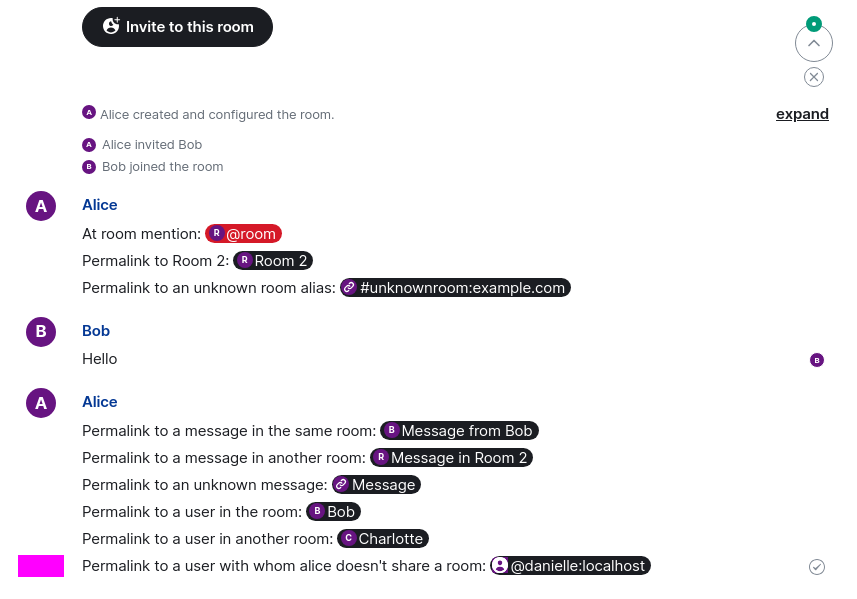 Invite to this room
A Alice created and configured the room.
expand
A Alice invited Bob
B Bob joined the room
A Alice
At room mention: R @room
Permalink to Room 2: R Room 2
Permalink to an unknown room alias: #unknownroom:example.com
B Bob
Hello
B
A Alice
Permalink to a message in the same room: B Message from Bob
Permalink to a message in another room: R Message in Room 2
Permalink to an unknown message: Message
Permalink to a user in the room: B Bob
Permalink to a user in another room: C Charlotte
Permalink to a user with whom alice doesn't share a room: @danielle:localhost